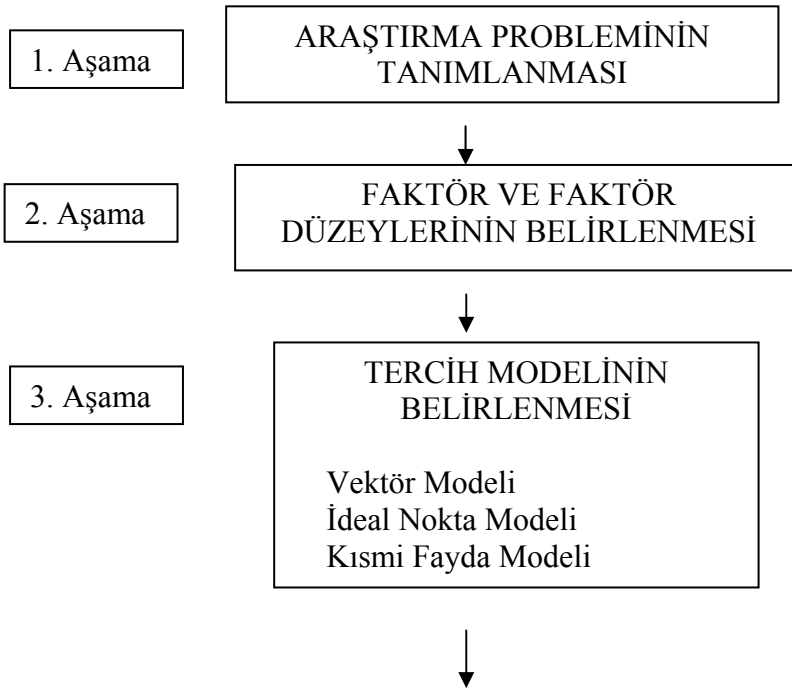 1. Aşama
ARAŞTIRMA PROBLEMİNİN
TANIMLANMASI
2. Aşama
FAKTÖR VE FAKTÖR
DÜZEYLERİNİN BELİRLENMESİ
3. Aşama
TERCİH MODELİNİN
BELİRLENMESİ
Vektör Modeli
İdeal Nokta Modeli
Kısmi Fayda Modeli